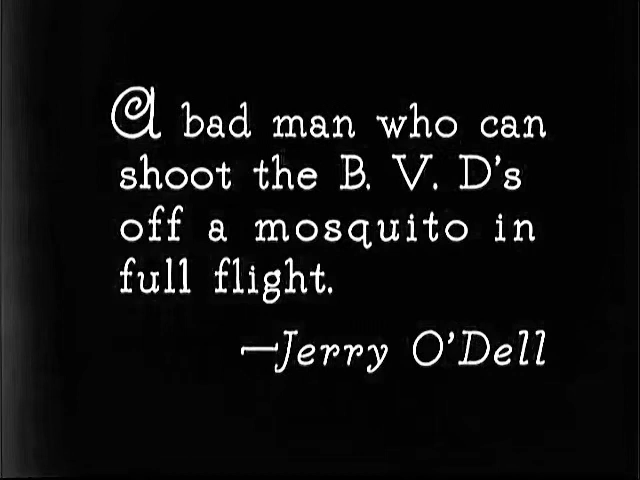 A bad man who can
shoot the B. V. D's
off a mosquito in
full flight.
—Jerry O'Dell